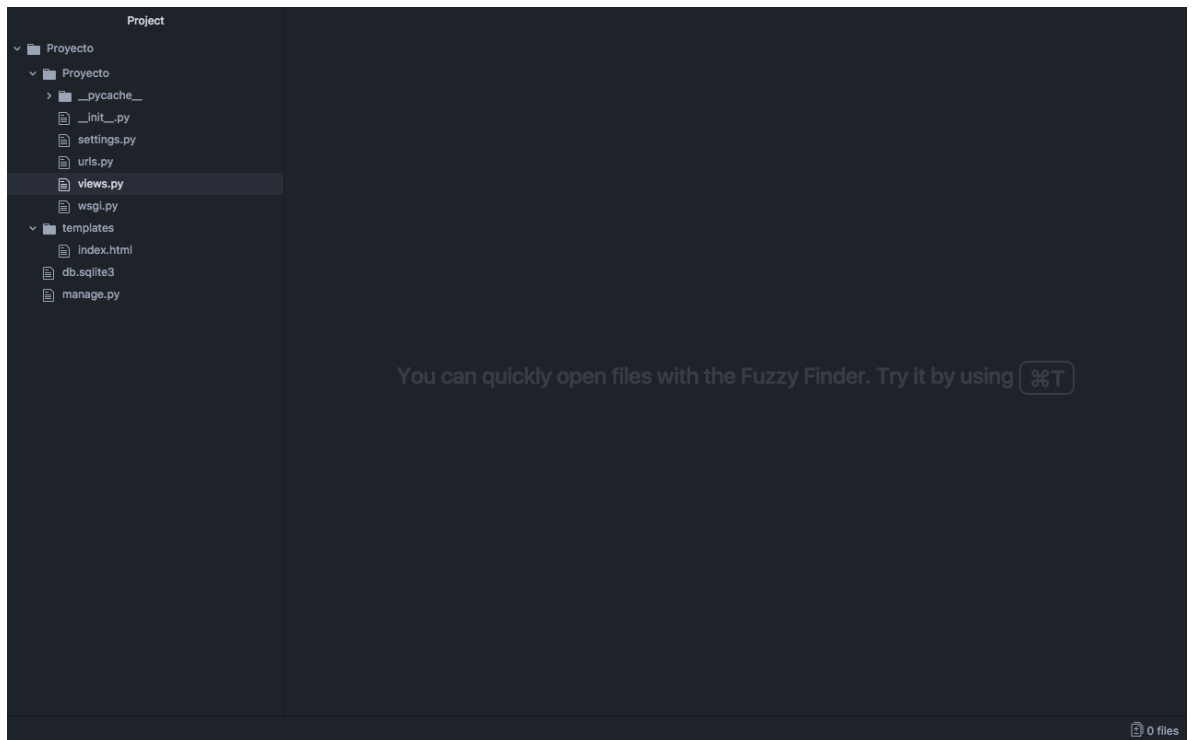 Project
Proyecto
Proyecto
__pycache__
__init__.py
settings.py
urls.py
views.py
wsgi.py
templates
index.html
db.sqlite3
manage.py
You can quickly open files with the Fuzzy Finder. Try it by using ⌘T
0 files